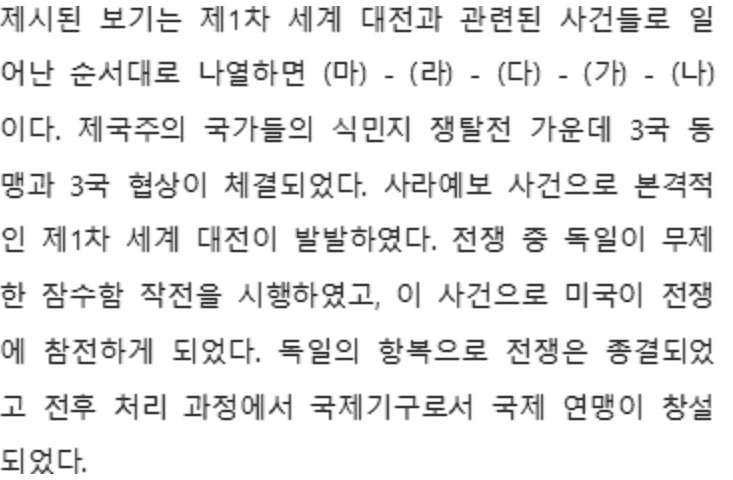 제시된 보기는 제1차 세계 대전과 관련된 사건들로 일
어난 순서대로 나열하면 (마) - (라) - (다) - (가) - (나)
이다. 제국주의 국가들의 식민지 쟁탈전 가운데 3국 동
맹과 3국 협상이 체결되었다. 사라예보 사건으로 본격적
인 제1차 세계 대전이 발발하였다. 전쟁 중 독일이 무제
한 잠수함 작전을 시행하였고, 이 사건으로 미국이 전쟁
에 참전하게 되었다. 독일의 항복으로 전쟁은 종결되었
고 전후 처리 과정에서 국제기구로서 국제 연맹이 창설
되었다.